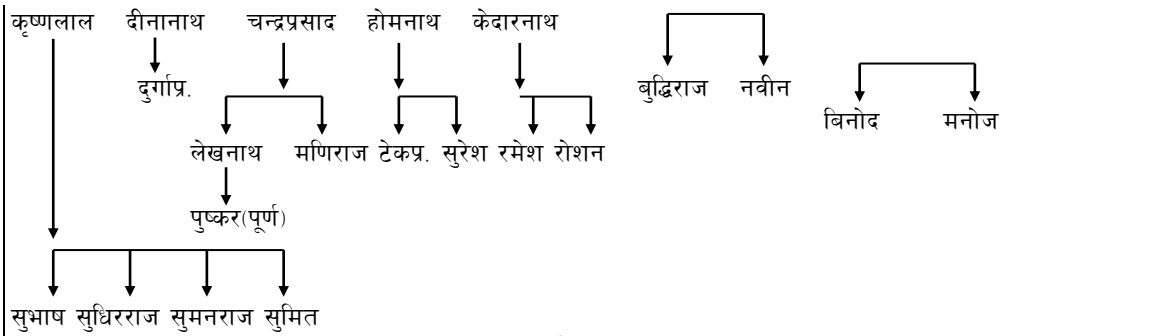 कृष्णलाल दीनानाथ चन्द्रप्रसाद होमनाथ केदारनाथ
दुर्गाप्र. बुद्धिराज नवीन
बिनोद मनोज
लेखनाथ मणिराज टेकप्र. सुरेश रमेश रोशन
पुष्कर(पूर्ण)
सुभाष सुधिरराज सुमनराज सुमित